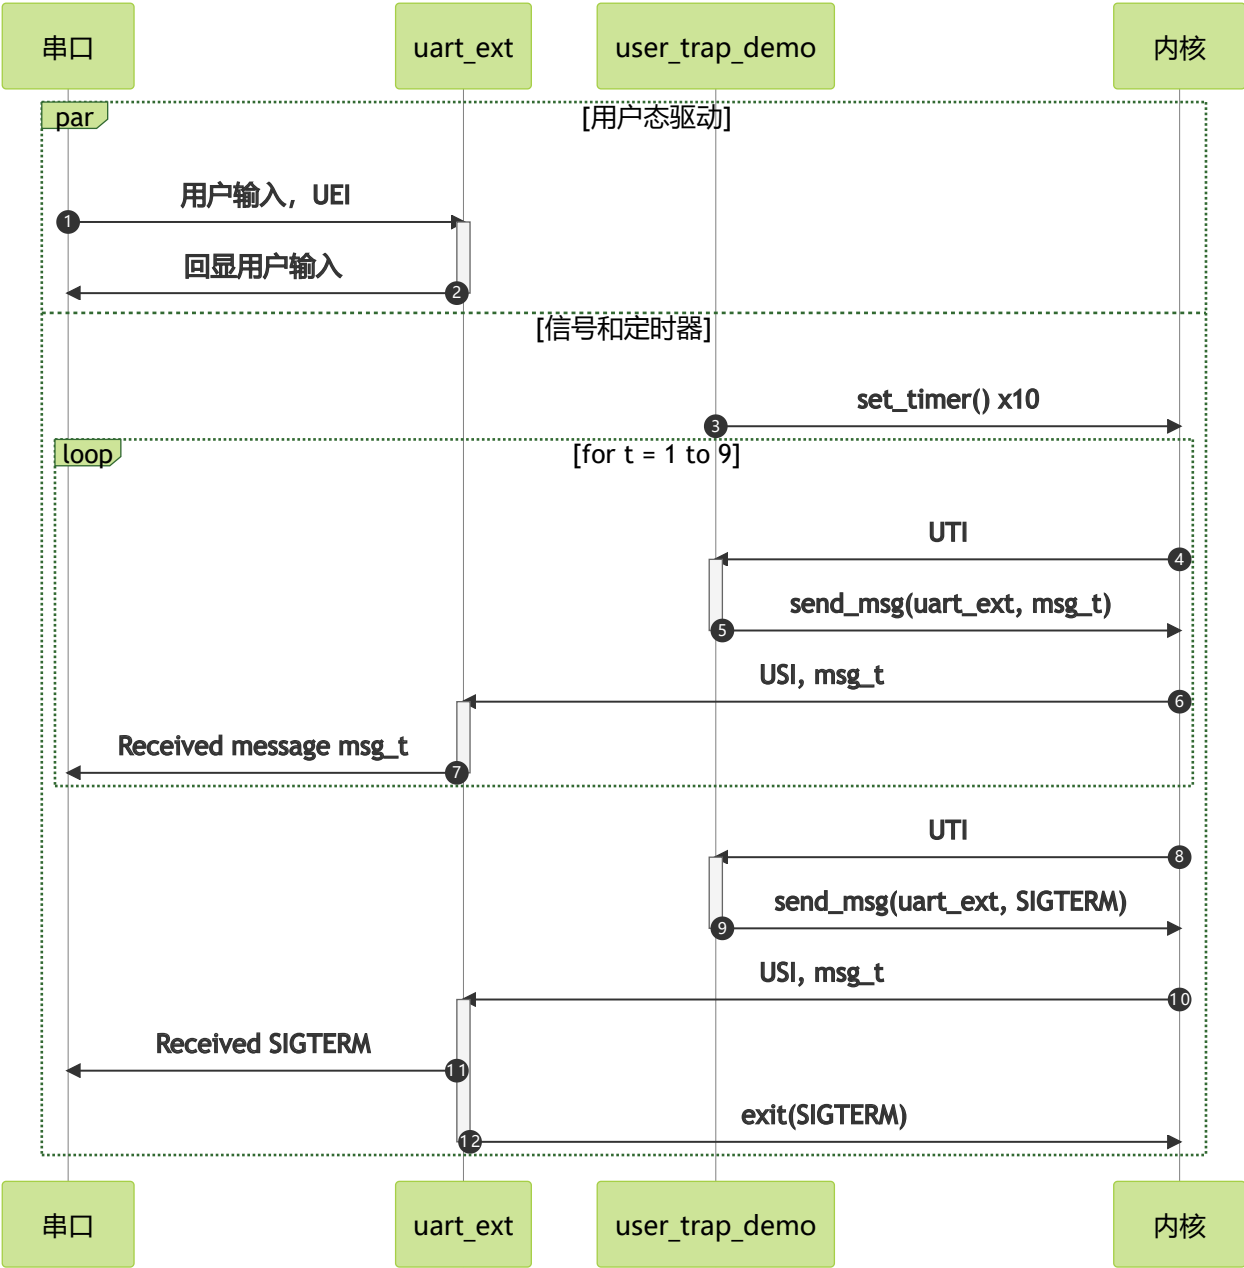 串口
uart_ext
user_trap_demo
内核
par
[用户态驱动]
用户输入，UEI
1
回显用户输入
2
[信号和定时器]
set_timer() x10
3
loop
[for t = 1 to 9]
UTI
4
send_msg(uart_ext, msg_t)
5
USI, msg_t
6
Received message msg_t
7
UTI
8
send_msg(uart_ext, SIGTERM)
9
USI, msg_t
10
Received SIGTERM
11
exit(SIGTERM)
12
串口
uart_ext
user_trap_demo
内核